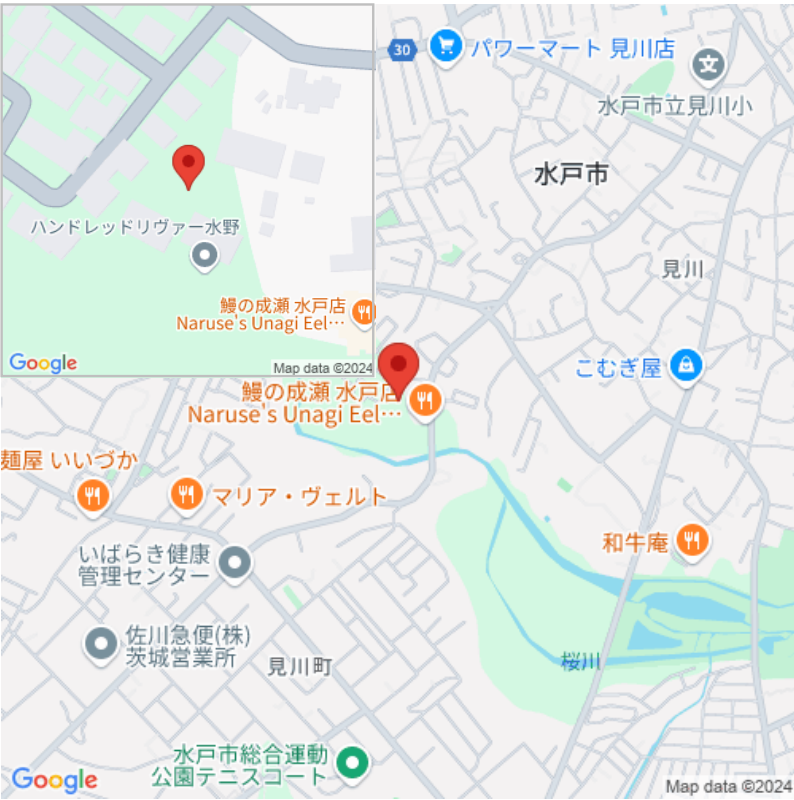 ハンドレッドリヴァー水野
鰻の成瀬 水戸店
Naruse's Unagi Eel…
Google
Map data ©2024
30
パワーマート 見川店
文
水戸市立見川小
水戸市
見川
こむぎ屋
鰻の成瀬 水戸店
Naruse's Unagi Eel…
麺屋 いいづか
マリア・ヴェルト
和牛庵
いばらき健康
管理センター
佐川急便(株)
茨城営業所
見川町
桜川
水戸市総合運動
公園テニスコート
Google
Map data ©2024